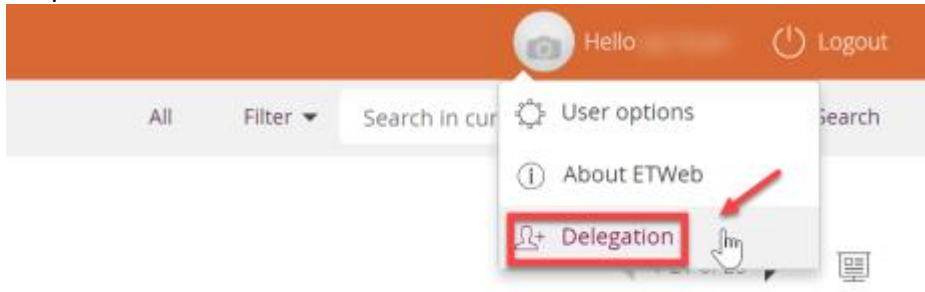 Hello
Logout
All Filter Search in cur Search
User options
About ETWeb
Delegation